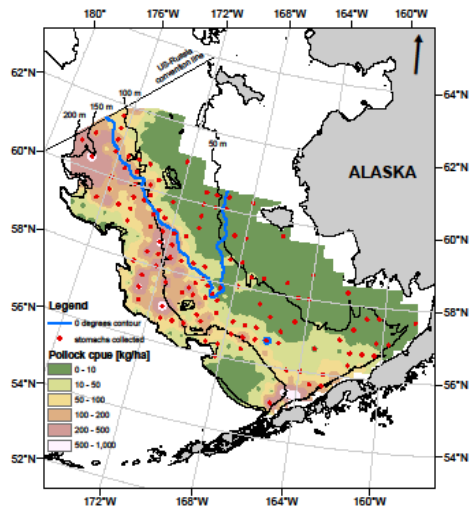 180° 176°W 172°W 168°W 164°W 160°W
US-Russia
convention line
62°N
100 m
150 m
200 m
64°N
50 m
60°N
62°N
ALASKA
58°N
60°N
56°N
58°N
Legend
0 degrees contour
stomachs collected
Pollock cpue [kg/ha]
0 - 10
10 - 50
50 - 100
100 - 200
200 - 500
500 - 1,000
54°N
56°N
52°N
54°N
172°W 168°W 164°W 160°W